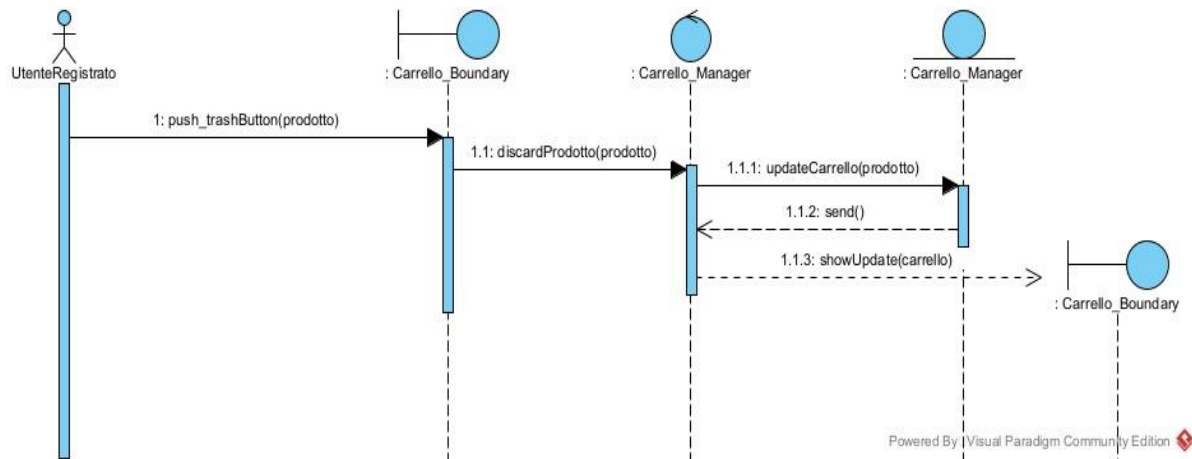 UtenteRegistrato
: Carrello_Boundary
: Carrello_Manager
: Carrello_Manager
1: push_trashButton(prodotto)
1.1: discardProdotto(prodotto)
1.1.1: updateCarrello(prodotto)
1.1.2: send()
1.1.3: showUpdate(carrello)
: Carrello_Boundary
Powered By Visual Paradigm Community Edition